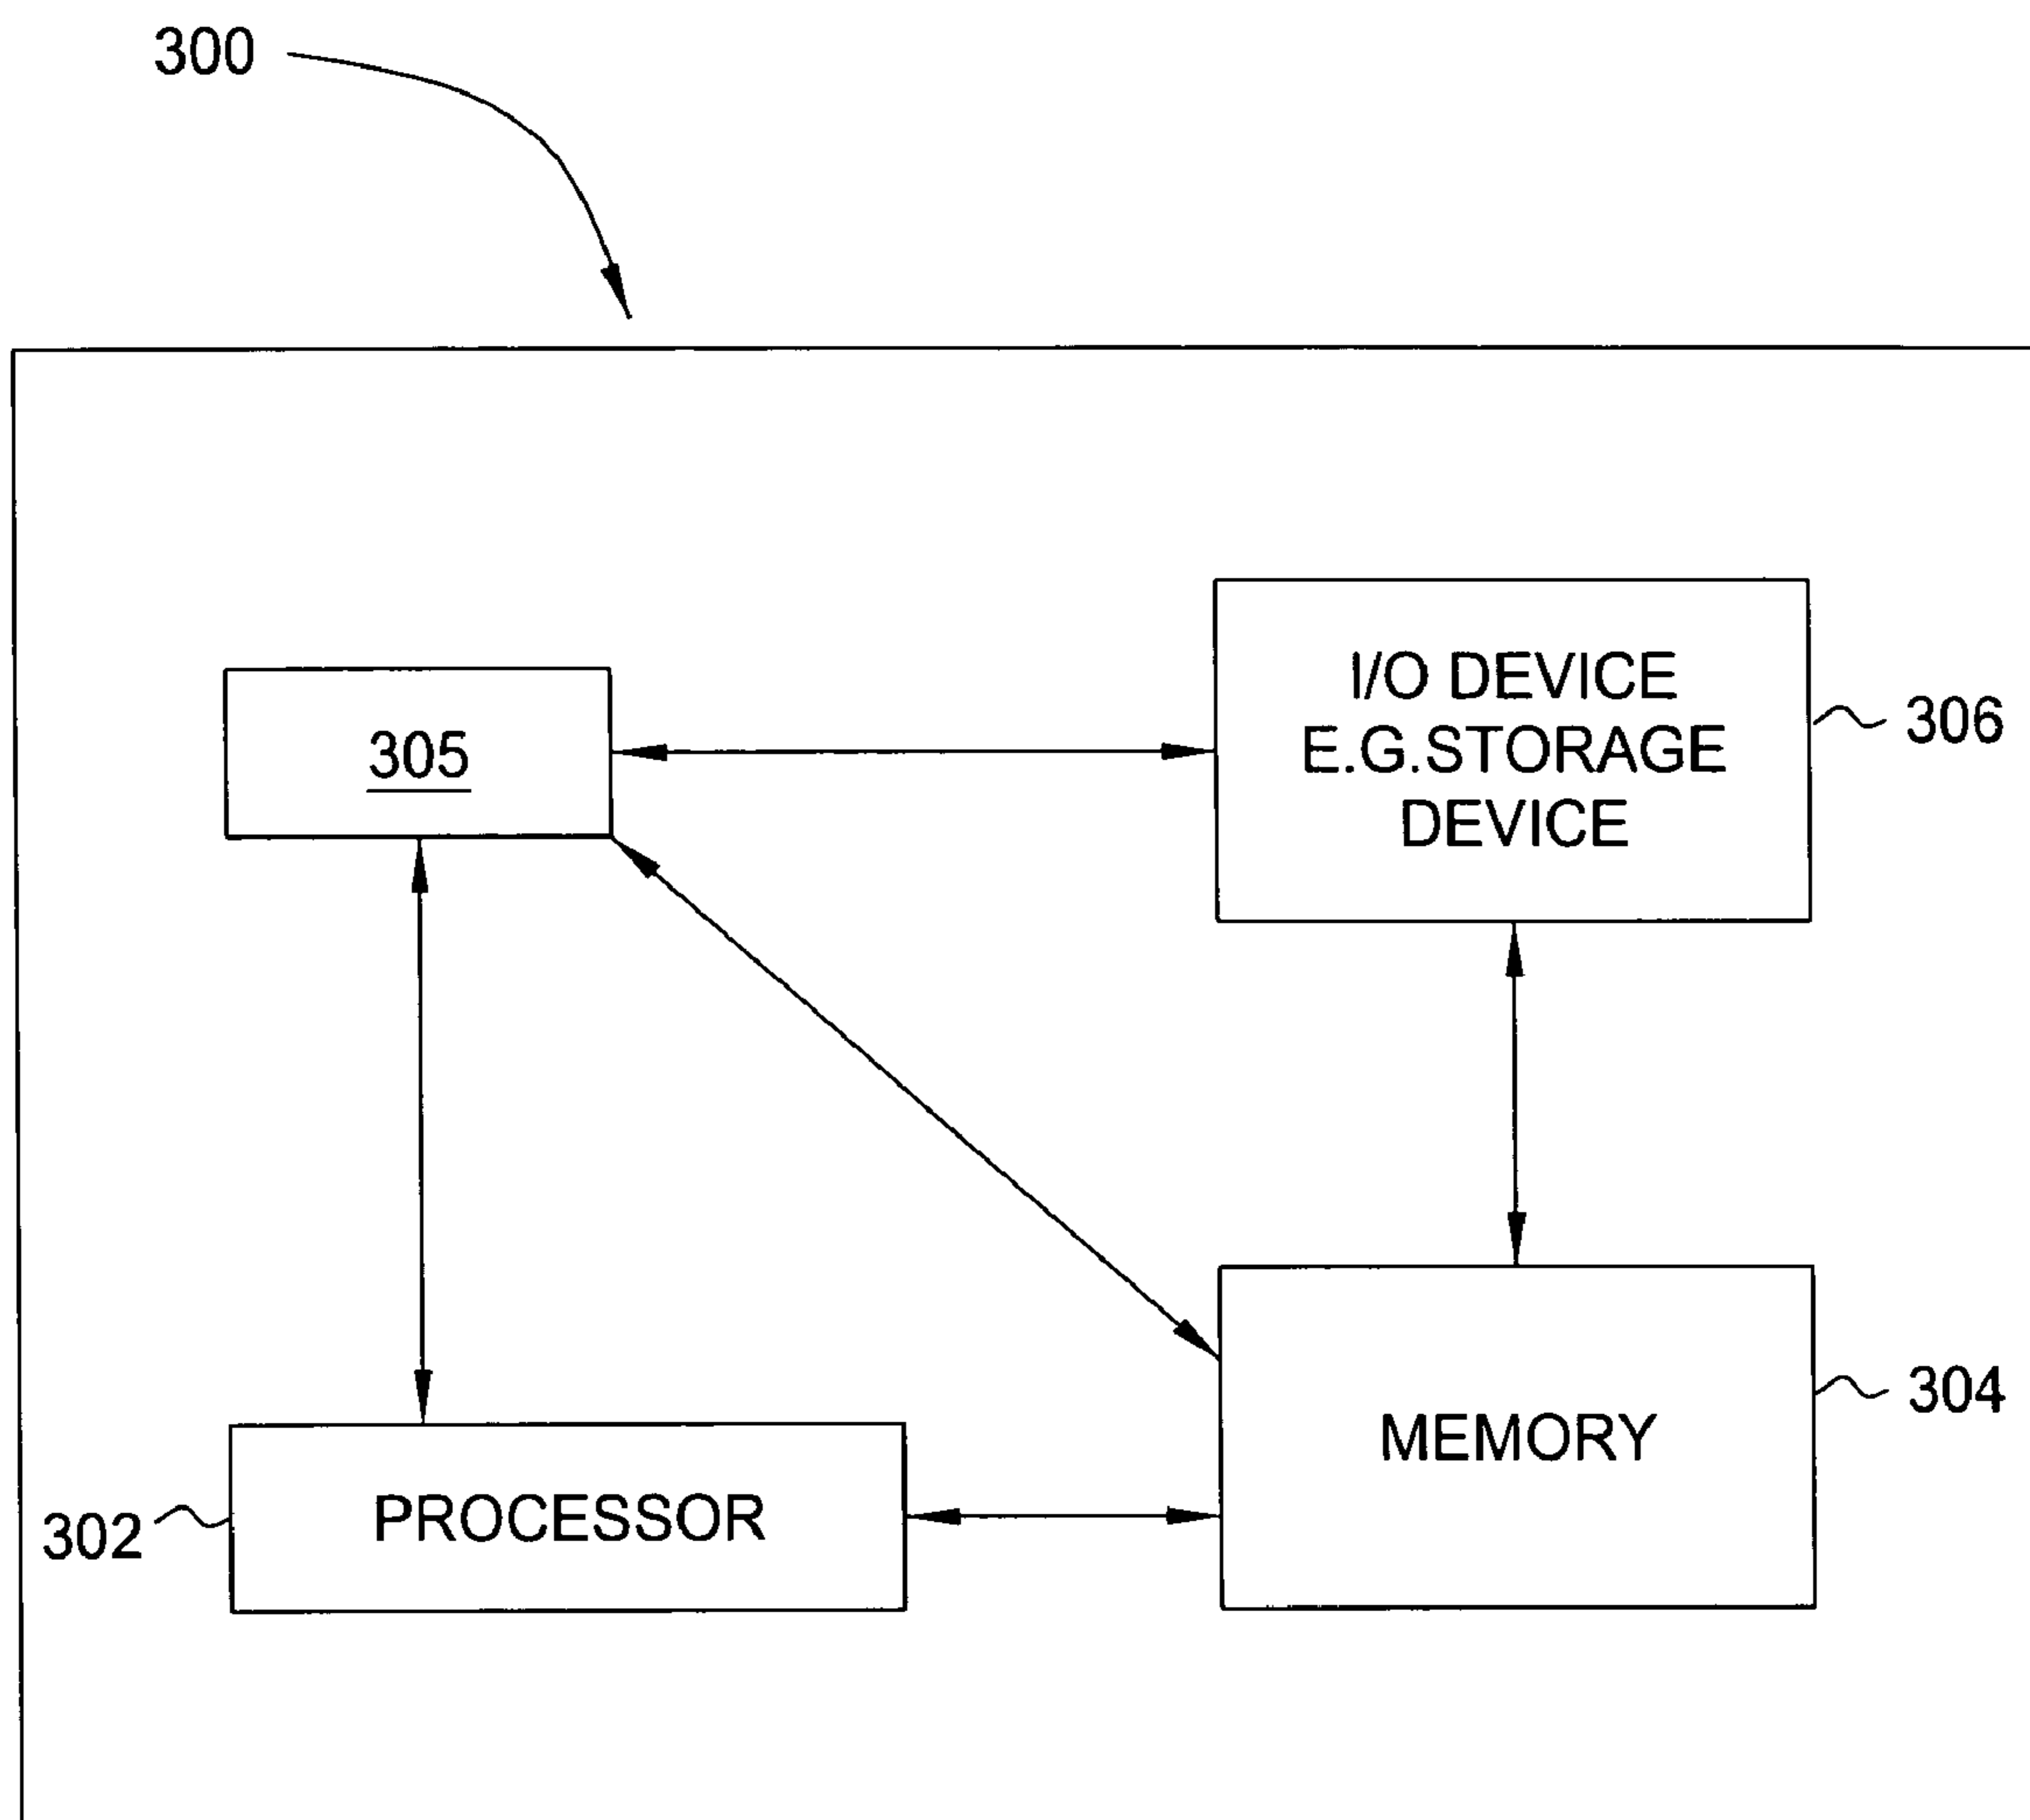 300
305
I/O DEVICE
E.G.STORAGE
DEVICE
306
304
MEMORY
302
PROCESSOR